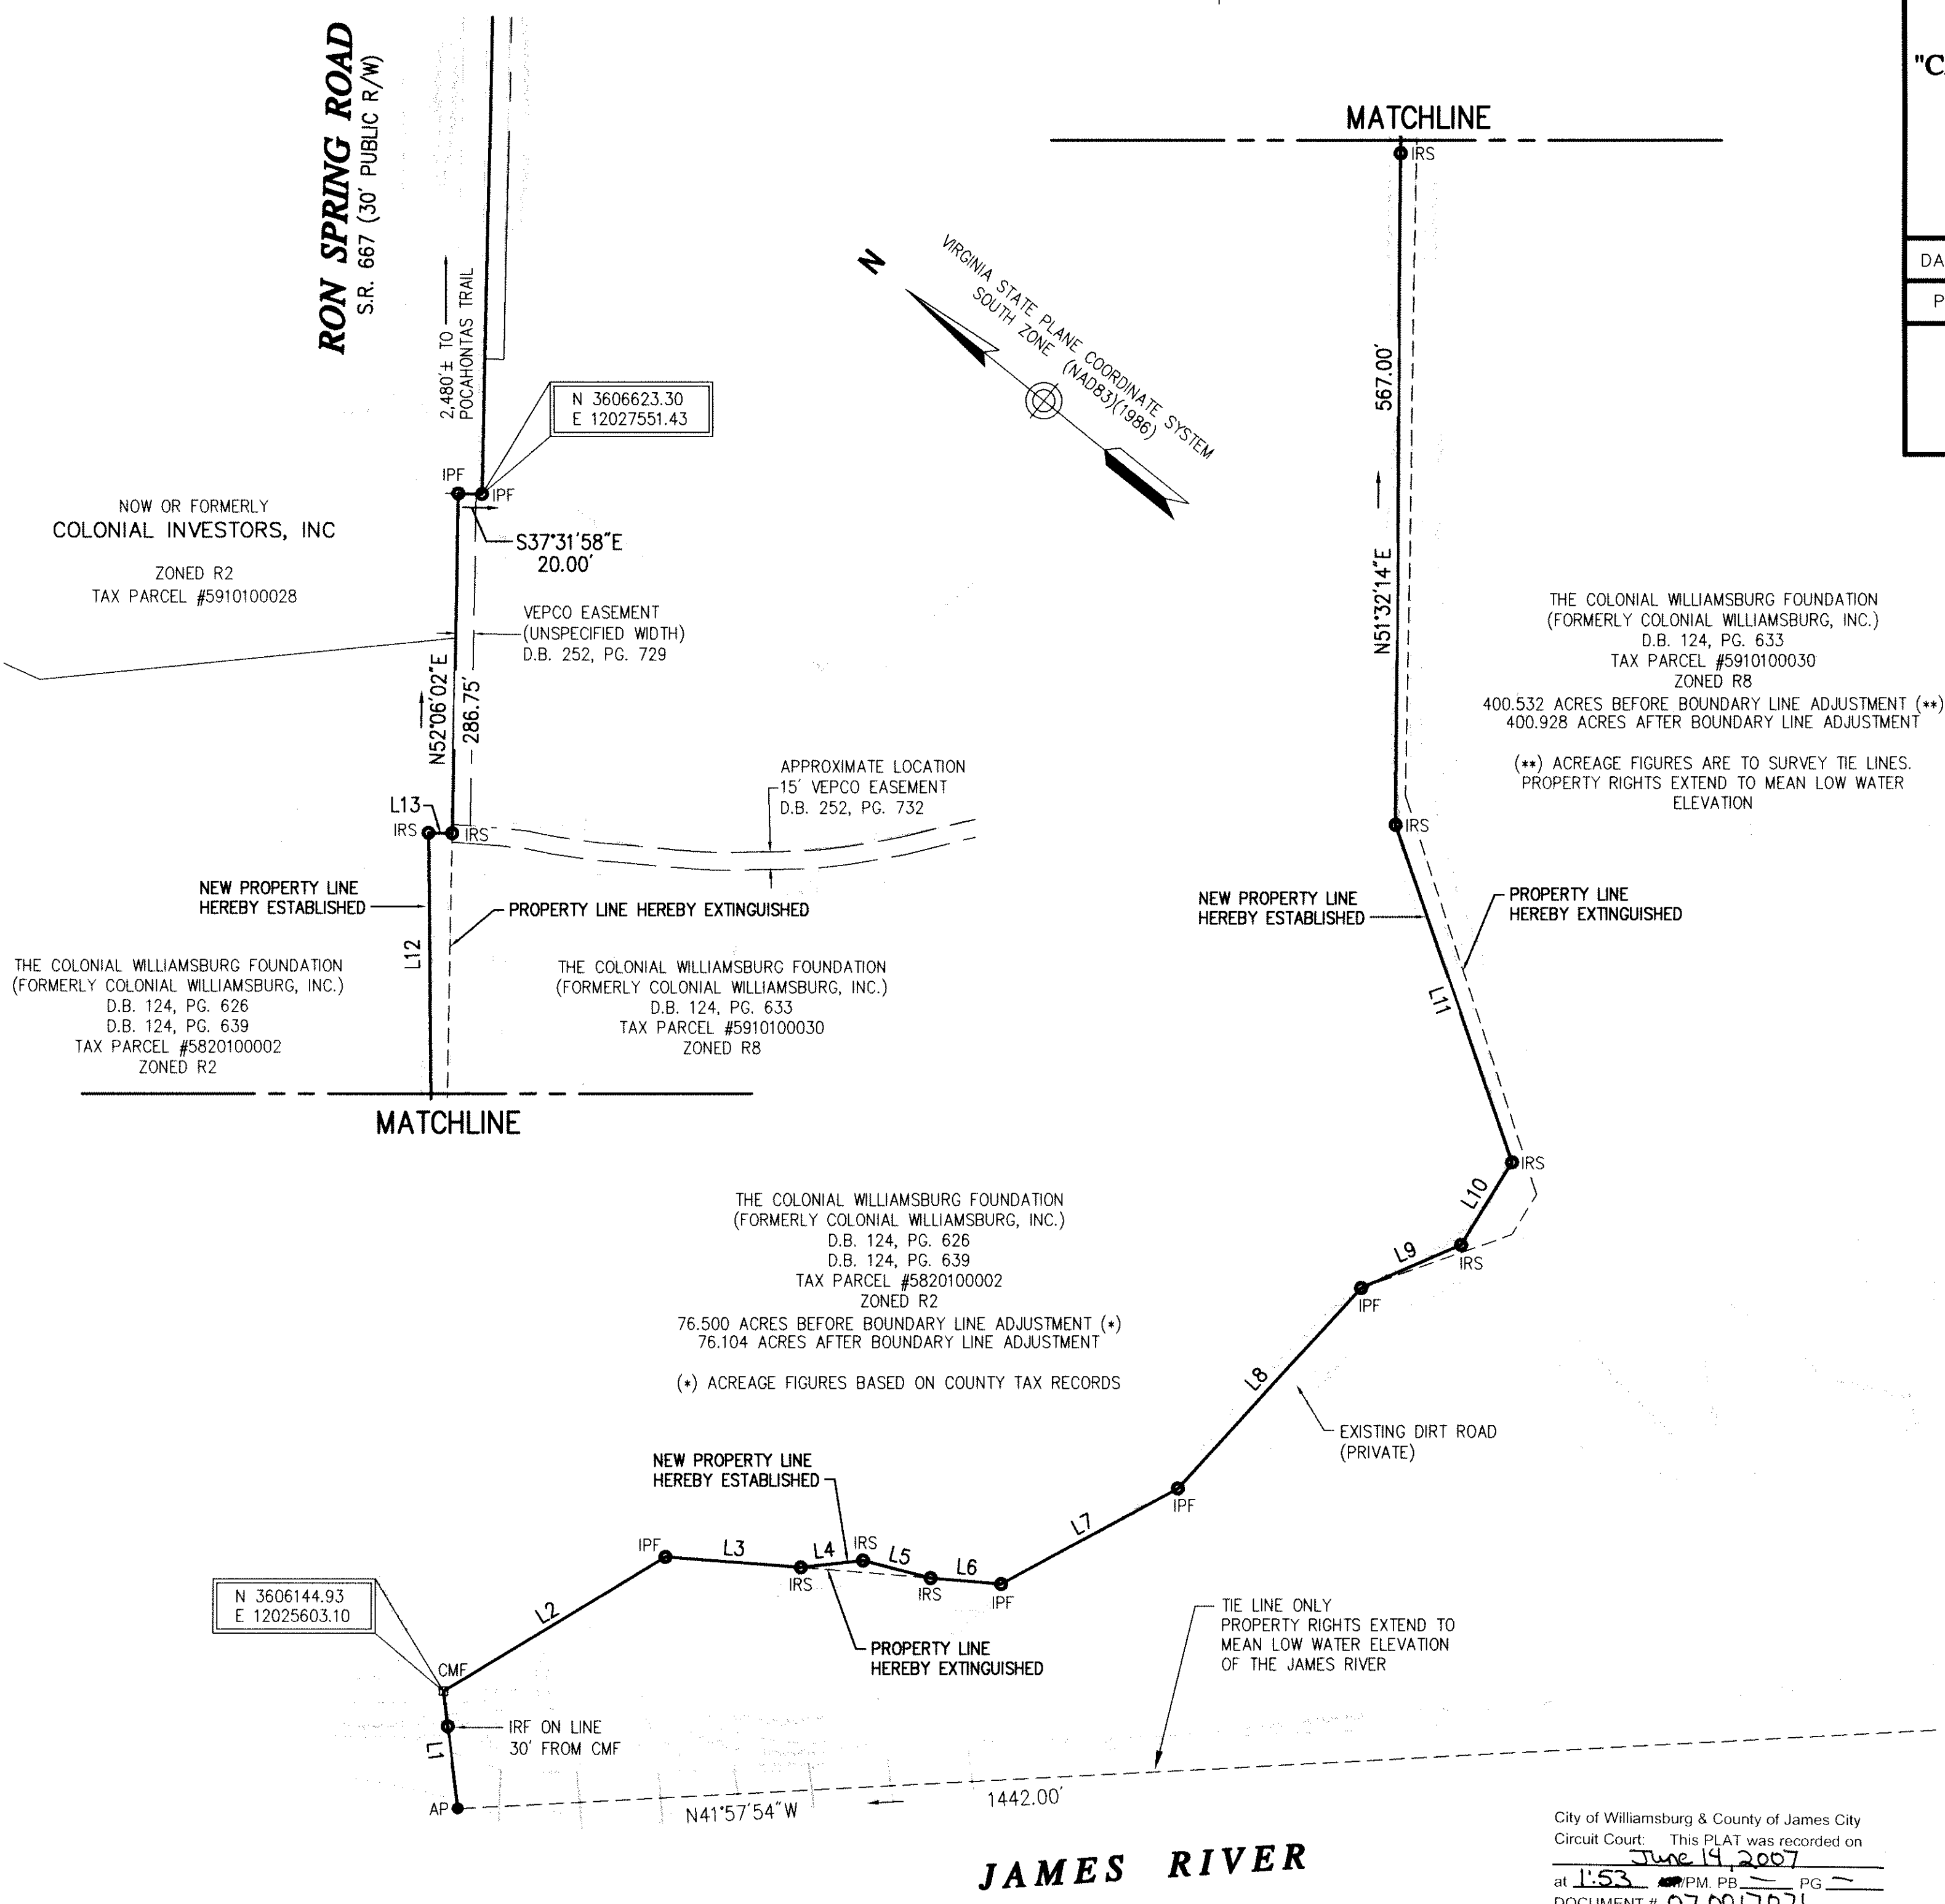 RON SPRING ROAD
S.R. 667 (30' PUBLIC R/W)
2,480'± TO
POCAHONTAS TRAIL
N 3606623.30
E 12027551.43
IPF
IPF
NOW OR FORMERLY
COLONIAL INVESTORS, INC
ZONED R2
TAX PARCEL #5910100028
S37°31'58"E
20.00'
VEPCO EASEMENT
(UNSPECIFIED WIDTH)
D.B. 252, PG. 729
N52°06'02"E
286.75'
L13
IRS
IRS
APPROXIMATE LOCATION
15' VEPCO EASEMENT
D.B. 252, PG. 732
NEW PROPERTY LINE
HEREBY ESTABLISHED
PROPERTY LINE HEREBY EXTINGUISHED
L12
THE COLONIAL WILLIAMSBURG FOUNDATION
(FORMERLY COLONIAL WILLIAMSBURG, INC.)
D.B. 124, PG. 626
D.B. 124, PG. 639
TAX PARCEL #5820100002
ZONED R2
THE COLONIAL WILLIAMSBURG FOUNDATION
(FORMERLY COLONIAL WILLIAMSBURG, INC.)
D.B. 124, PG. 633
TAX PARCEL #5910100030
ZONED R8
MATCHLINE
N
VIRGINIA STATE PLANE COORDINATE SYSTEM
SOUTH ZONE (NAD83)(1986)
MATCHLINE
IRS
567.00'
N51°32'14"E
"C
DA
P
THE COLONIAL WILLIAMSBURG FOUNDATION
(FORMERLY COLONIAL WILLIAMSBURG, INC.)
D.B. 124, PG. 633
TAX PARCEL #5910100030
ZONED R8
400.532 ACRES BEFORE BOUNDARY LINE ADJUSTMENT (**)
400.928 ACRES AFTER BOUNDARY LINE ADJUSTMENT
(**) ACREAGE FIGURES ARE TO SURVEY TIE LINES.
PROPERTY RIGHTS EXTEND TO MEAN LOW WATER
ELEVATION
IRS
NEW PROPERTY LINE
HEREBY ESTABLISHED
PROPERTY LINE
HEREBY EXTINGUISHED
L11
IRS
L10
L9
IRS
IPF
THE COLONIAL WILLIAMSBURG FOUNDATION
(FORMERLY COLONIAL WILLIAMSBURG, INC.)
D.B. 124, PG. 626
D.B. 124, PG. 639
TAX PARCEL #5820100002
ZONED R2
76.500 ACRES BEFORE BOUNDARY LINE ADJUSTMENT (*)
76.104 ACRES AFTER BOUNDARY LINE ADJUSTMENT
(*) ACREAGE FIGURES BASED ON COUNTY TAX RECORDS
L8
EXISTING DIRT ROAD
(PRIVATE)
NEW PROPERTY LINE
HEREBY ESTABLISHED
IPF
L7
IPF
L3
L4
IRS
L5
L6
IRS
IRS
IPF
N 3606144.93
E 12025603.10
L2
PROPERTY LINE
HEREBY EXTINGUISHED
TIE LINE ONLY
PROPERTY RIGHTS EXTEND TO
MEAN LOW WATER ELEVATION
OF THE JAMES RIVER
CMF
IRF ON LINE
30' FROM CMF
L1
AP
N41°57'54"W
1442.00'
JAMES RIVER
City of Williamsburg & County of James City
Circuit Court: This PLAT was recorded on
June 14, 2007
at 1:53 /PM. PB — PG —
DOCUMENT # 070017071